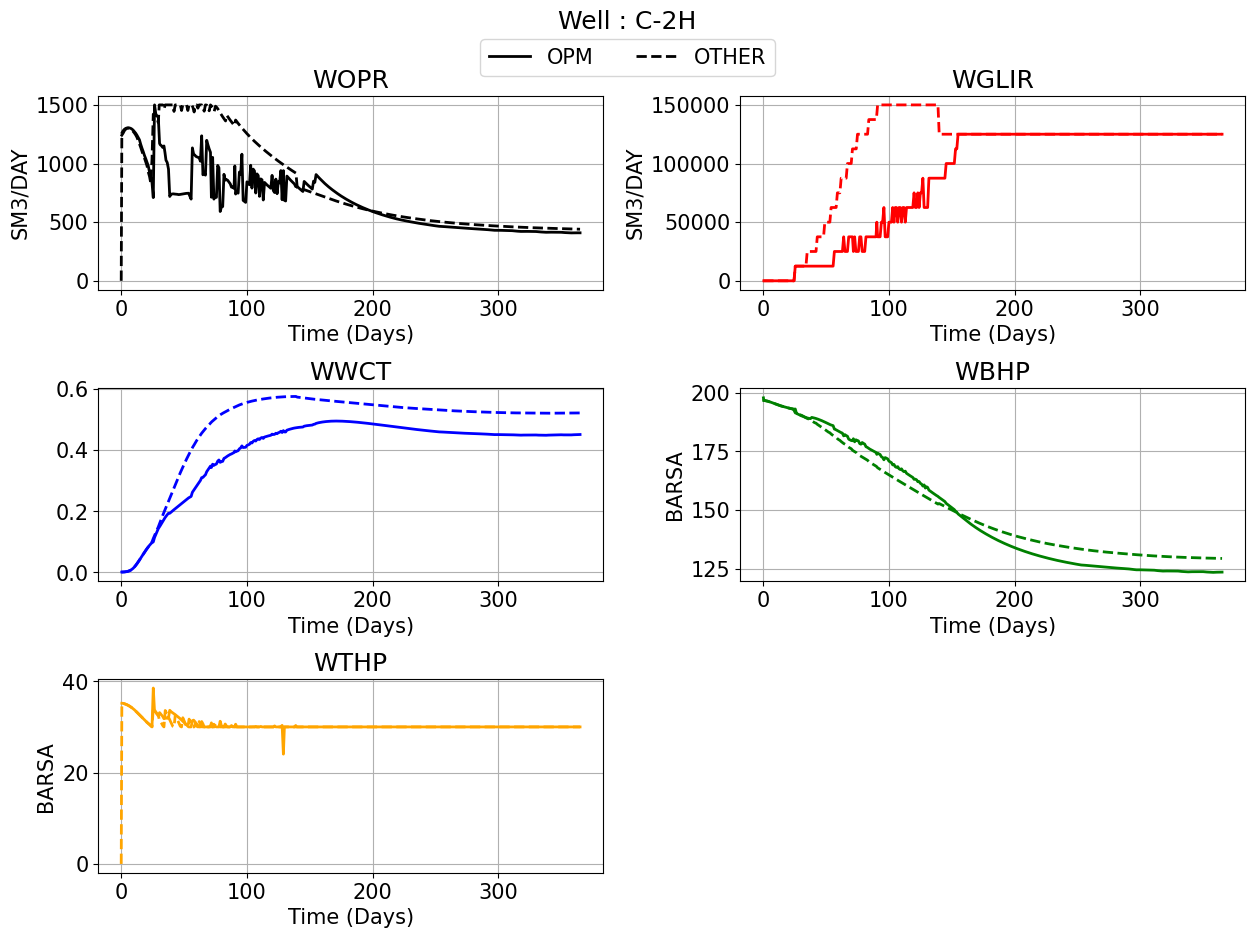 Well : C-2H
OPM OTHER
WOPR
1500
1000
500
0
SM3/DAY
0 100 200 300
Time (Days)
WGLIR
150000
100000
50000
0
SM3/DAY
0 100 200 300
Time (Days)
WWCT
0.6
0.4
0.2
0.0
0 100 200 300
Time (Days)
WBHP
200
175
150
125
BARSA
0 100 200 300
Time (Days)
WTHP
40
20
0
BARSA
0 100 200 300
Time (Days)